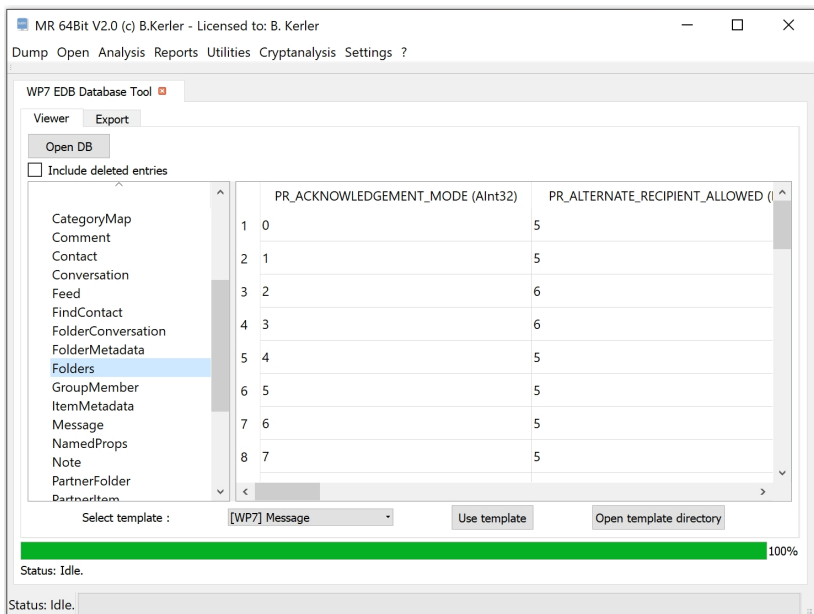 MR 64Bit V2.0 (c) B.Kerler - Licensed to: B. Kerler
Dump Open Analysis Reports Utilities Cryptanalysis Settings ?
WP7 EDB Database Tool
Viewer Export
Open DB
Include deleted entries
CategoryMap
Comment
Contact
Conversation
Feed
FindContact
FolderConversation
FolderMetadata
Folders
GroupMember
ItemMetadata
Message
NamedProps
Note
PartnerFolder
PartnerItem
PR_ACKNOWLEDGEMENT_MODE (AInt32) PR_ALTERNATE_RECIPIENT_ALLOWED (
1 0 5
2 1 5
3 2 6
4 3 6
5 4 5
6 5 5
7 6 5
8 7 5
Select template : [WP7] Message Use template Open template directory
100%
Status: Idle.
Status: Idle.